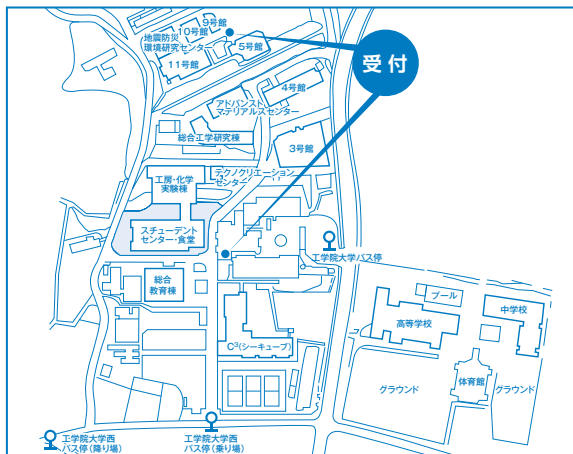 9号館
10号館
地震防災
環境研究センター
5号館
11号館
受付
4号館
アドバンスト
マテリアルスセンター
総合工学研究棟
3号館
工房・化学
実験棟
テクノクリエーション
センター
スチューデント
センター・食堂
工学院大学バス停
総合
教育棟
プール
中学校
高等学校
C³(シーキューブ)
グラウンド
体育館
グラウンド
工学院大学西
バス停(降り場)
工学院大学西
バス停(乗り場)